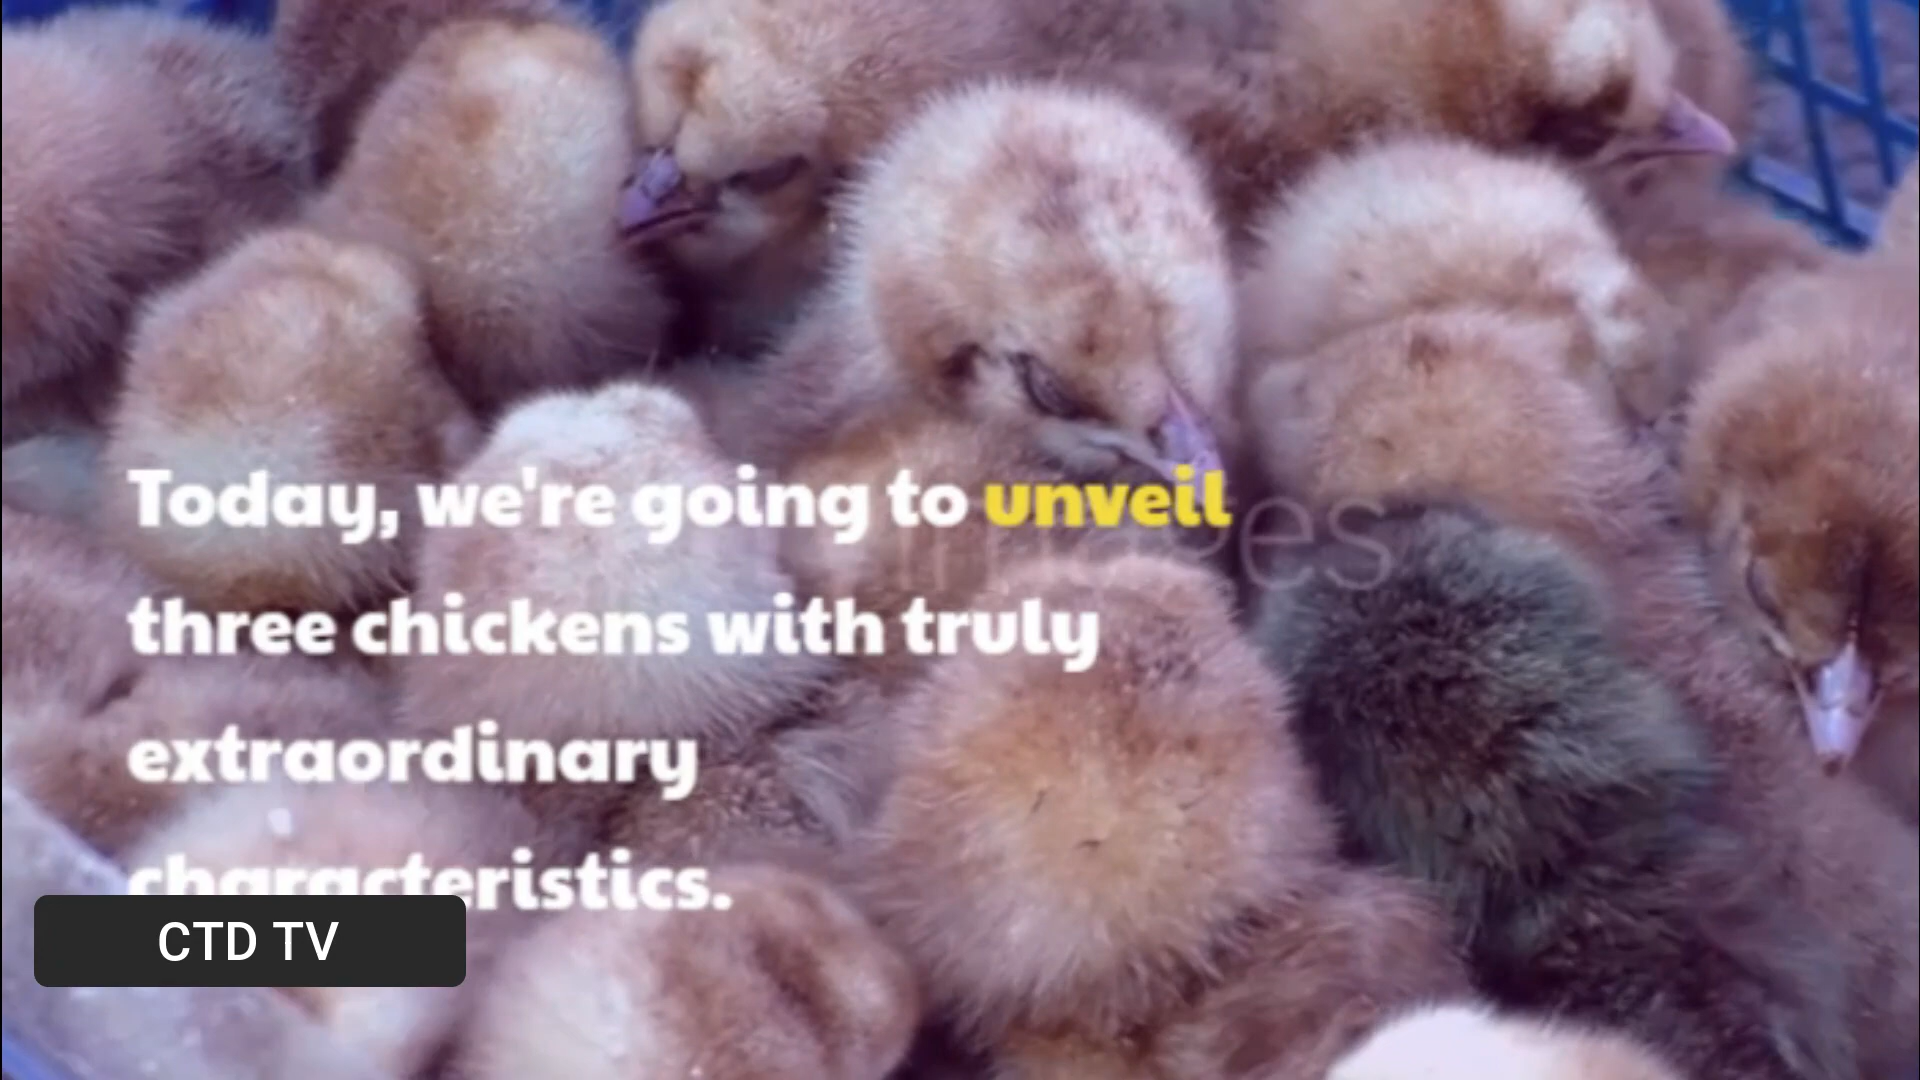 Today, we're going to unveil
three chickens with truly
extraordinary
characteristics.
CTD TV